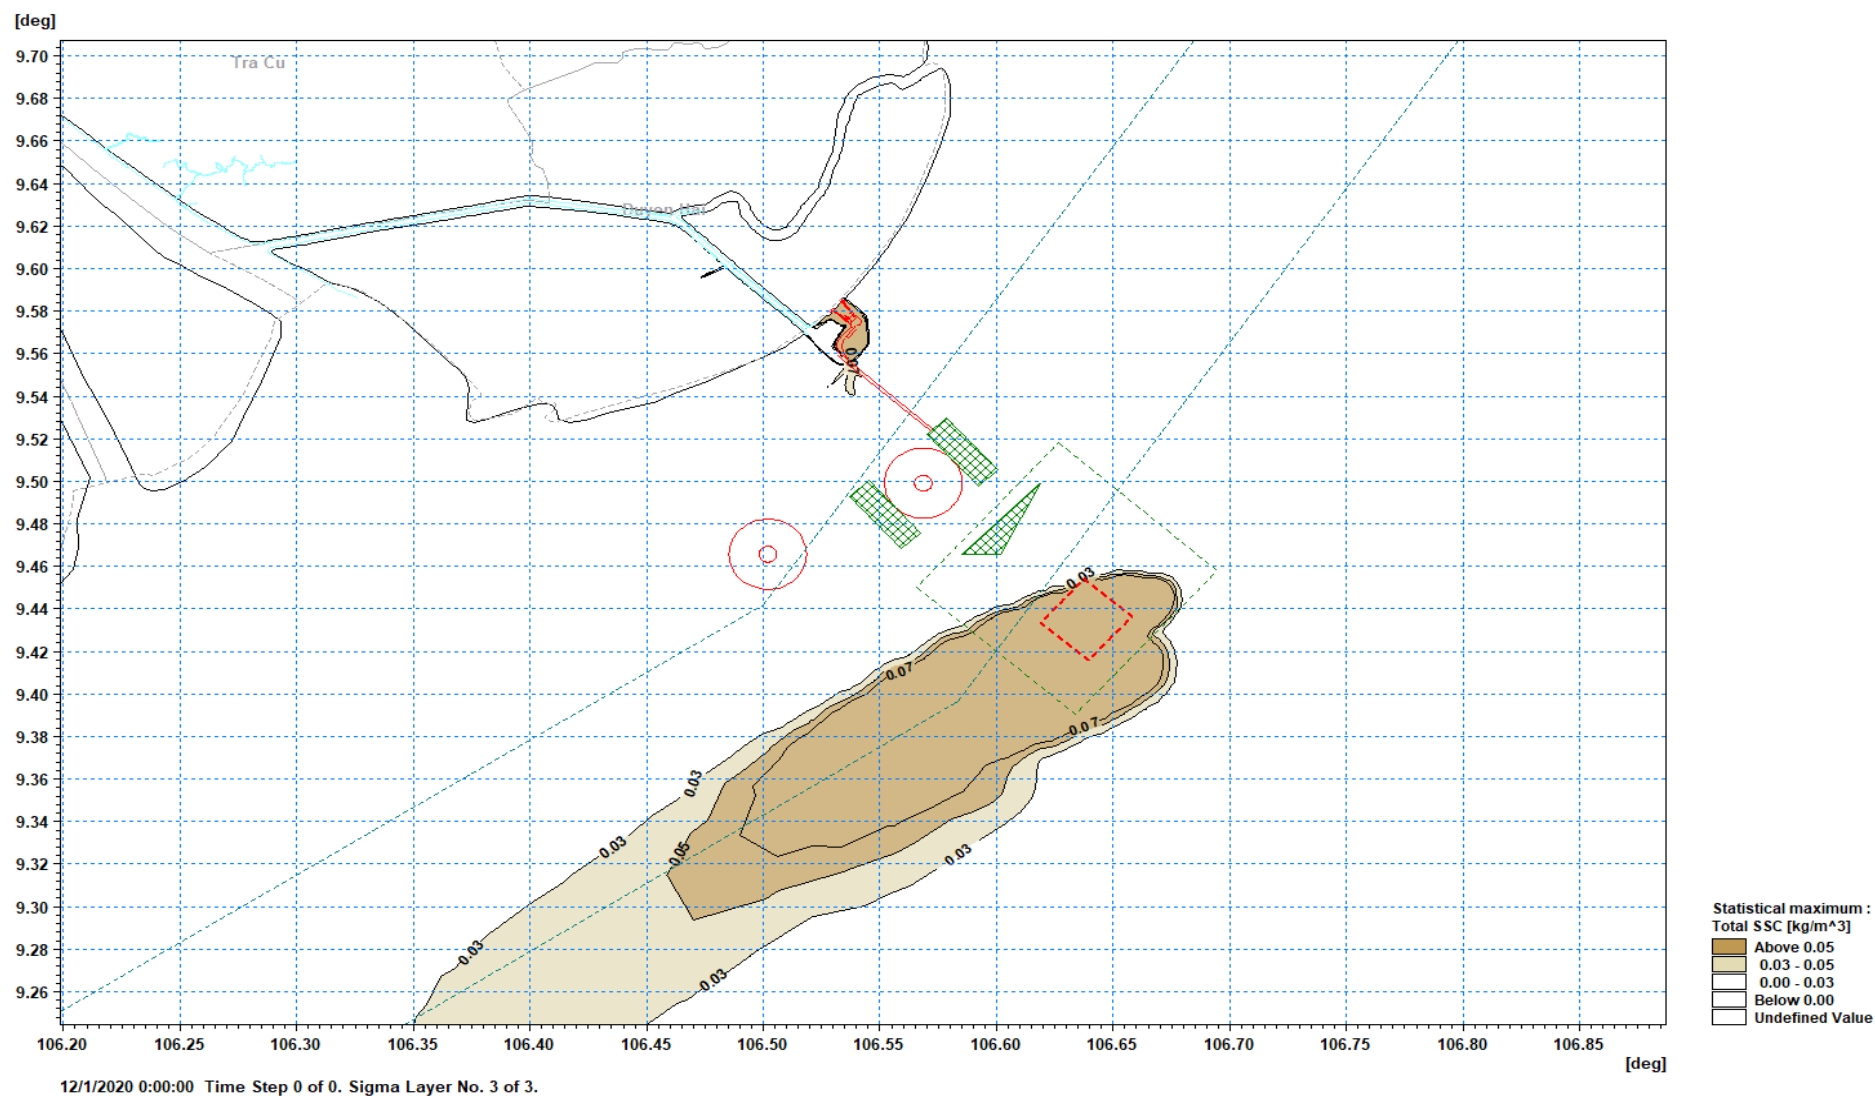 [deg]
9.70
9.68
9.66
9.64
9.62
9.60
9.58
9.56
9.54
9.52
9.50
9.48
9.46
9.44
9.42
9.40
9.38
9.36
9.34
9.32
9.30
9.28
9.26
Tra Cu
Duyen Hai
0.07
0.03
0.07
0.07
0.03
0.03
0.05
0.03
0.03
0.03
106.20 106.25 106.30 106.35 106.40 106.45 106.50 106.55 106.60 106.65 106.70 106.75 106.80 106.85
[deg]
Statistical maximum :
Total SSC [kg/m^3]
Above 0.05
0.03 - 0.05
0.00 - 0.03
Below 0.00
Undefined Value
12/1/2020 0:00:00 Time Step 0 of 0. Sigma Layer No. 3 of 3.